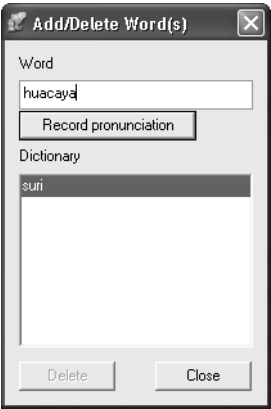 Add/Delete Word(s)
Word
huacaya
Record pronunciation
Dictionary
suri
Delete Close